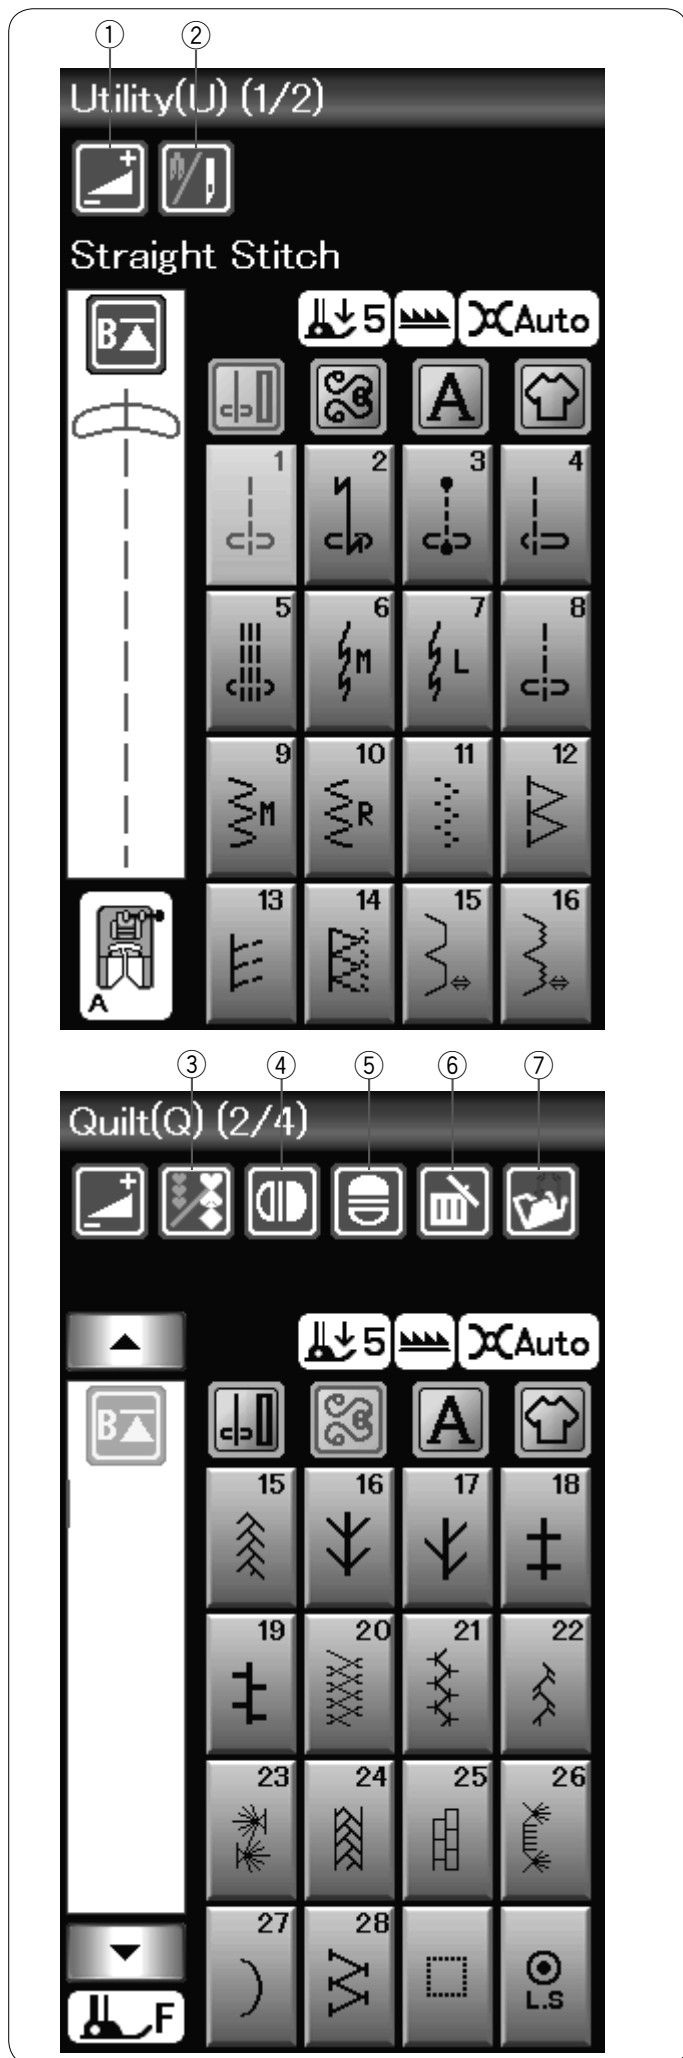 ① ②
Utility(U) (1/2)
Straight Stitch
B 5 Auto
A
1 2 3 4
5 6 M 7 L 8
9 M 10 R 11 12
13 14 15 16
A
③ ④ ⑤ ⑥ ⑦
Quilt(Q) (2/4)
5 Auto
B A
15 16 17 18
19 20 21 22
23 24 25 26
27 28 L.S
F